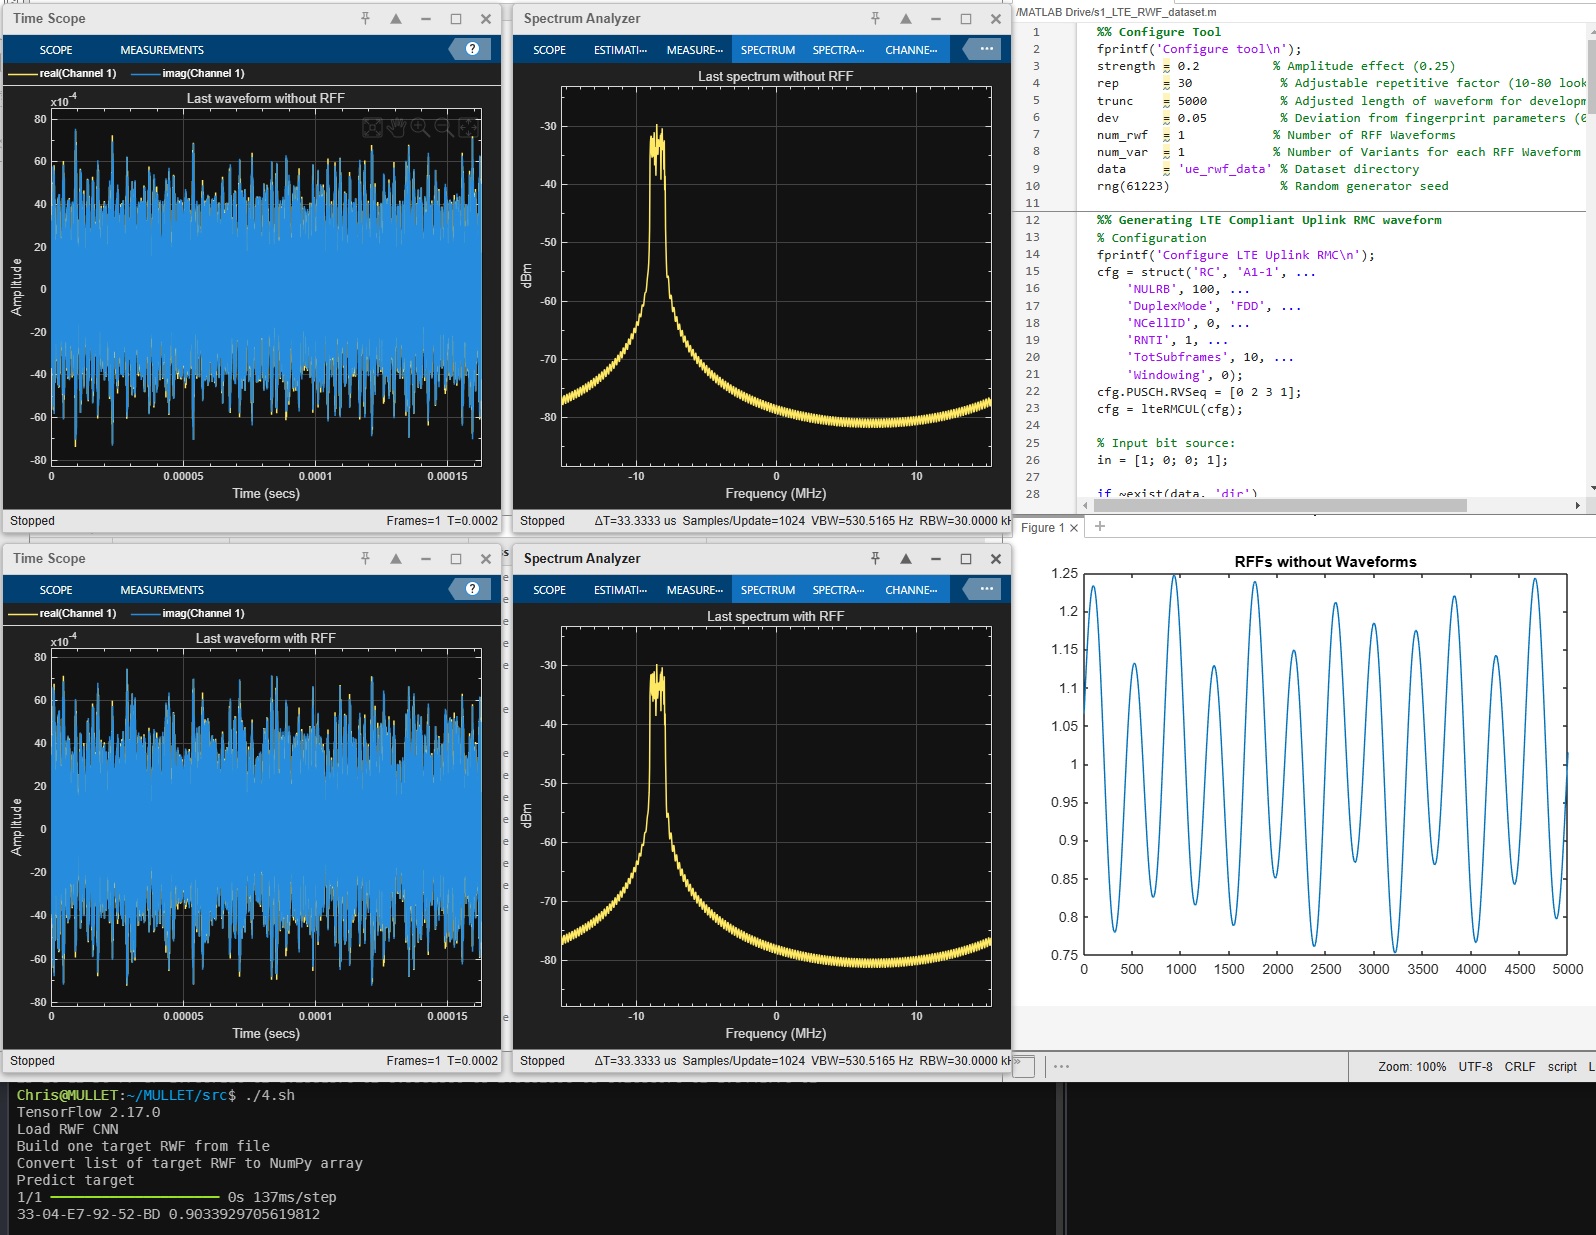 Time Scope
SCOPE MEASUREMENTS ?
real(Channel 1) imag(Channel 1)
Last waveform without RFF
x10-4
80
60
40
20
0
-20
-40
-60
-80
Amplitude
0 0.00005 0.0001 0.00015
Time (secs)
Stopped Frames=1 T=0.0002
Spectrum Analyzer
SCOPE ESTIMATI··· MEASURE··· SPECTRUM SPECTRA··· CHANNE··· ···
Last spectrum without RFF
-30
-40
-50
-60
-70
-80
dBm
-10 0 10
Frequency (MHz)
Stopped ΔT=33.3333 us Samples/Update=1024 VBW=530.5165 Hz RBW=30.0000 k
/MATLAB Drive/s1_LTE_RWF_dataset.m
1 %% Configure Tool
2 fprintf('Configure tool\n');
3 strength = 0.2 % Amplitude effect (0.25)
4 rep = 30 % Adjustable repetitive factor (10-80 look
5 trunc = 5000 % Adjusted length of waveform for developm
6 dev = 0.05 % Deviation from fingerprint parameters (0
7 num_rwf = 1 % Number of RFF Waveforms
8 num_var = 1 % Number of Variants for each RFF Waveform
9 data = 'ue_rwf_data' % Dataset directory
10 rng(61223) % Random generator seed
11
12 %% Generating LTE Compliant Uplink RMC waveform
13 % Configuration
14 fprintf('Configure LTE Uplink RMC\n');
15 cfg = struct('RC', 'A1-1', ...
16 'NULRB', 100, ...
17 'DuplexMode', 'FDD', ...
18 'NCellID', 0, ...
19 'RNTI', 1, ...
20 'TotSubframes', 10, ...
21 'Windowing', 0);
22 cfg.PUSCH.RVSeq = [0 2 3 1];
23 cfg = lteRMCUL(cfg);
24
25 % Input bit source:
26 in = [1; 0; 0; 1];
27
28 if ~exist(data, 'dir')
Time Scope
SCOPE MEASUREMENTS ?
real(Channel 1) imag(Channel 1)
Last waveform with RFF
x10-4
80
60
40
20
0
-20
-40
-60
-80
Amplitude
0 0.00005 0.0001 0.00015
Time (secs)
Stopped Frames=1 T=0.0002
Spectrum Analyzer
SCOPE ESTIMATI··· MEASURE··· SPECTRUM SPECTRA··· CHANNE··· ···
Last spectrum with RFF
-30
-40
-50
-60
-70
-80
dBm
-10 0 10
Frequency (MHz)
Stopped ΔT=33.3333 us Samples/Update=1024 VBW=530.5165 Hz RBW=30.0000 k
Figure 1 × +
RFFs without Waveforms
1.25
1.2
1.15
1.1
1.05
1
0.95
0.9
0.85
0.8
0.75
0 500 1000 1500 2000 2500 3000 3500 4000 4500 5000
Zoom: 100% UTF-8 CRLF script L
Chris@MULLET:~/MULLET/src$ ./4.sh
TensorFlow 2.17.0
Load RWF CNN
Build one target RWF from file
Convert list of target RWF to NumPy array
Predict target
1/1 0s 137ms/step
33-04-E7-92-52-BD 0.9033929705619812